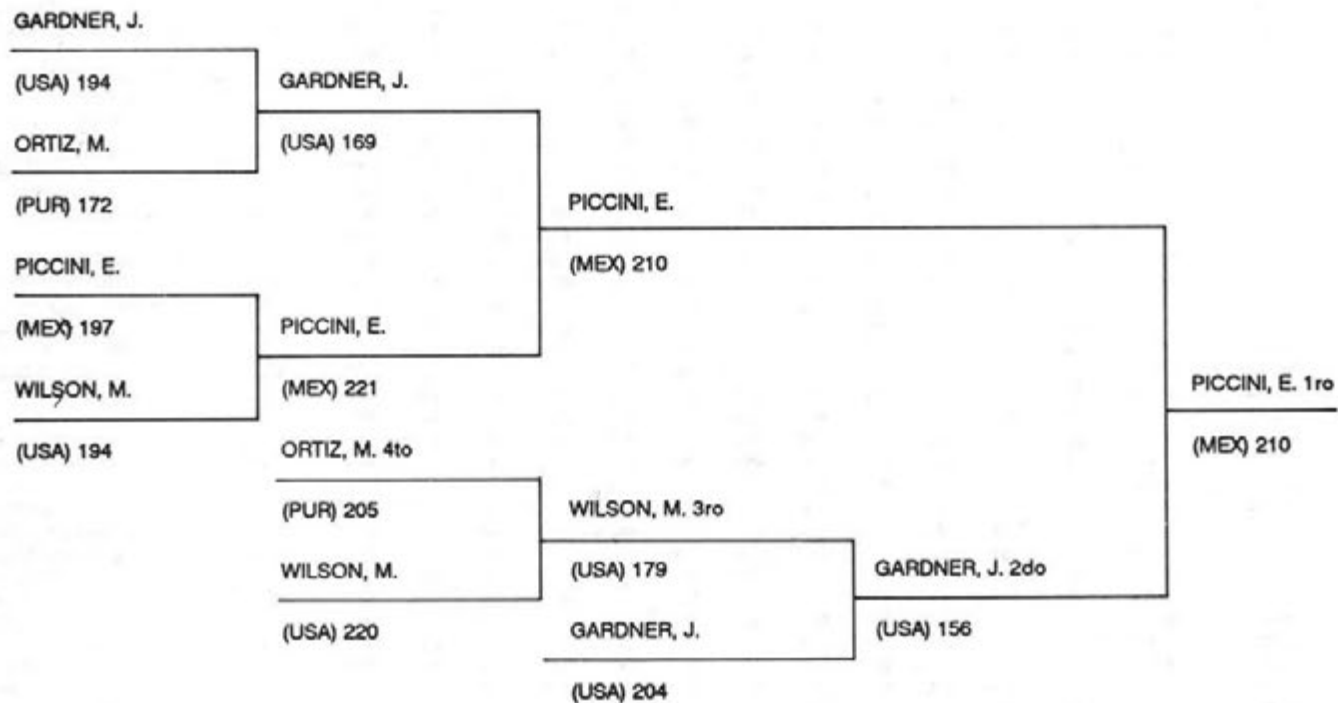 GARDNER, J.
(USA) 194
ORTIZ, M.
(PUR) 172
PICCINI, E.
(MEX) 197
WILSON, M.
(USA) 194
GARDNER, J.
(USA) 169
PICCINI, E.
(MEX) 221
ORTIZ, M. 4to
(PUR) 205
WILSON, M.
(USA) 220
PICCINI, E.
(MEX) 210
WILSON, M. 3ro
(USA) 179
GARDNER, J.
(USA) 204
GARDNER, J. 2do
(USA) 156
PICCINI, E. 1ro
(MEX) 210